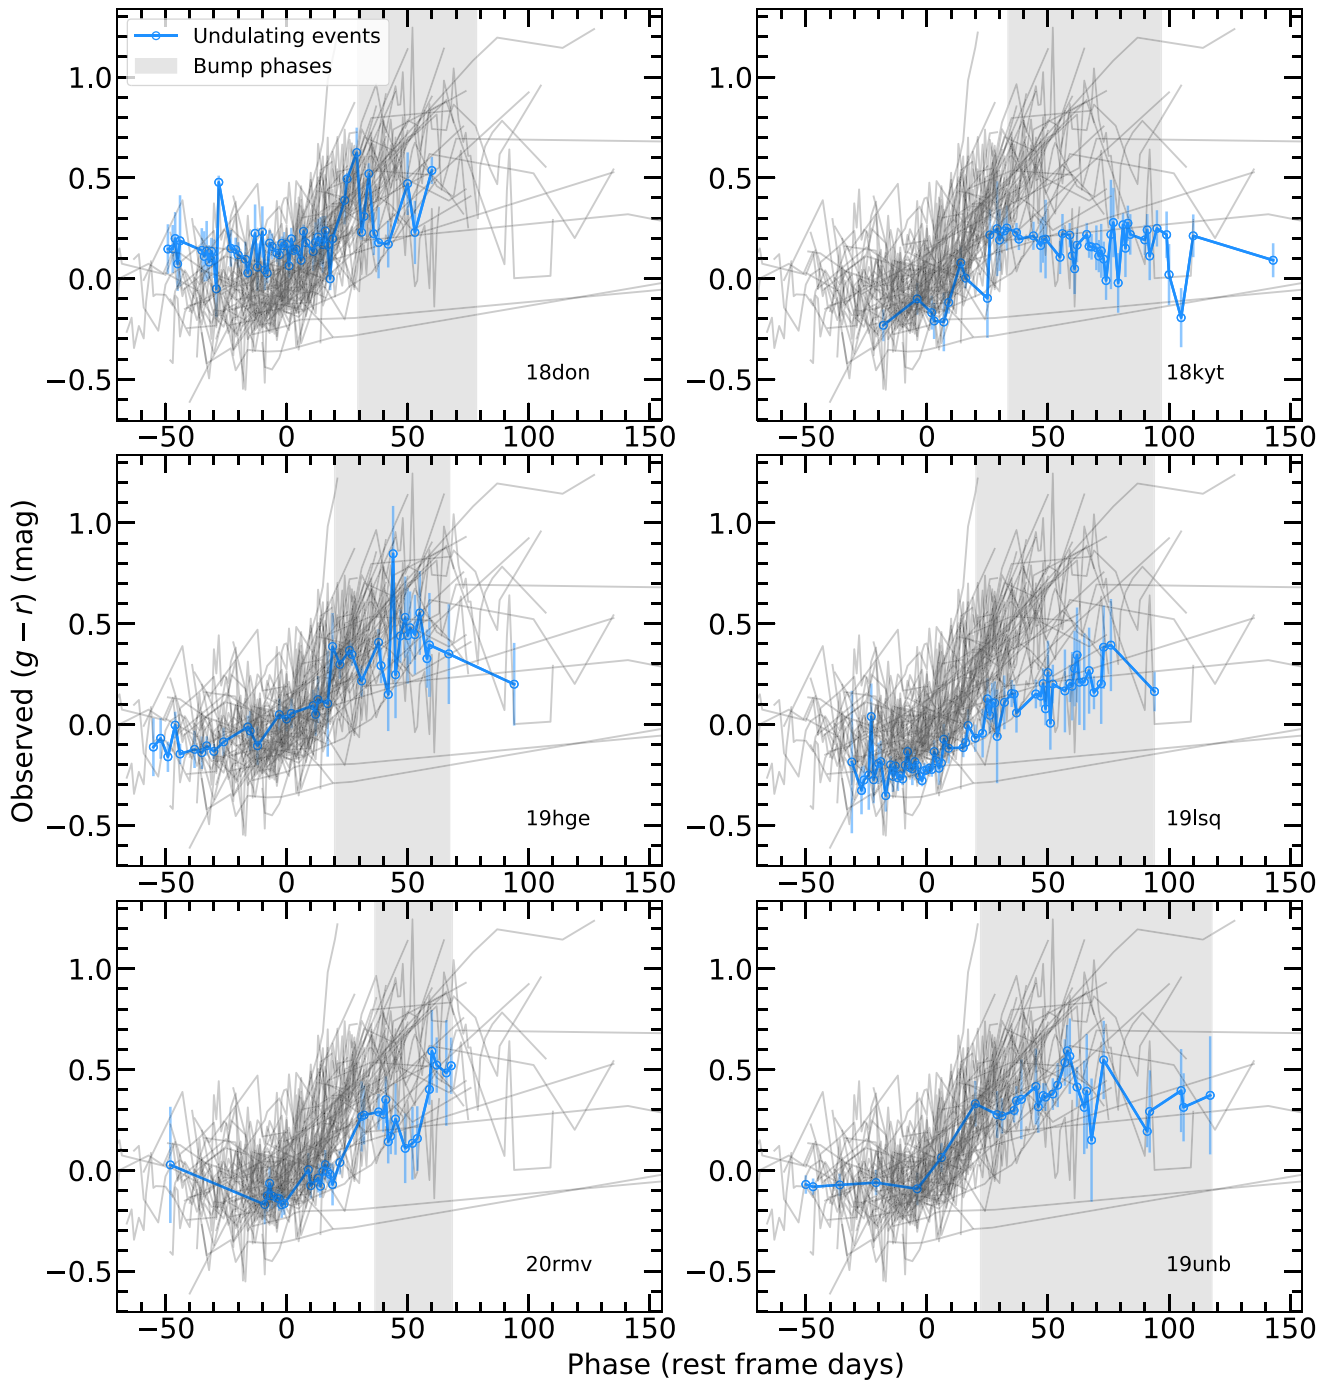 Undulating events
Bump phases
1.0
0.5
0.0
−0.5
18don
−50 0 50 100 150
1.0
0.5
0.0
−0.5
18kyt
−50 0 50 100 150
Observed (g − r) (mag)
1.0
0.5
0.0
−0.5
19hge
−50 0 50 100 150
1.0
0.5
0.0
−0.5
19lsq
−50 0 50 100 150
1.0
0.5
0.0
−0.5
20rmv
−50 0 50 100 150
1.0
0.5
0.0
−0.5
19unb
−50 0 50 100 150
Phase (rest frame days)